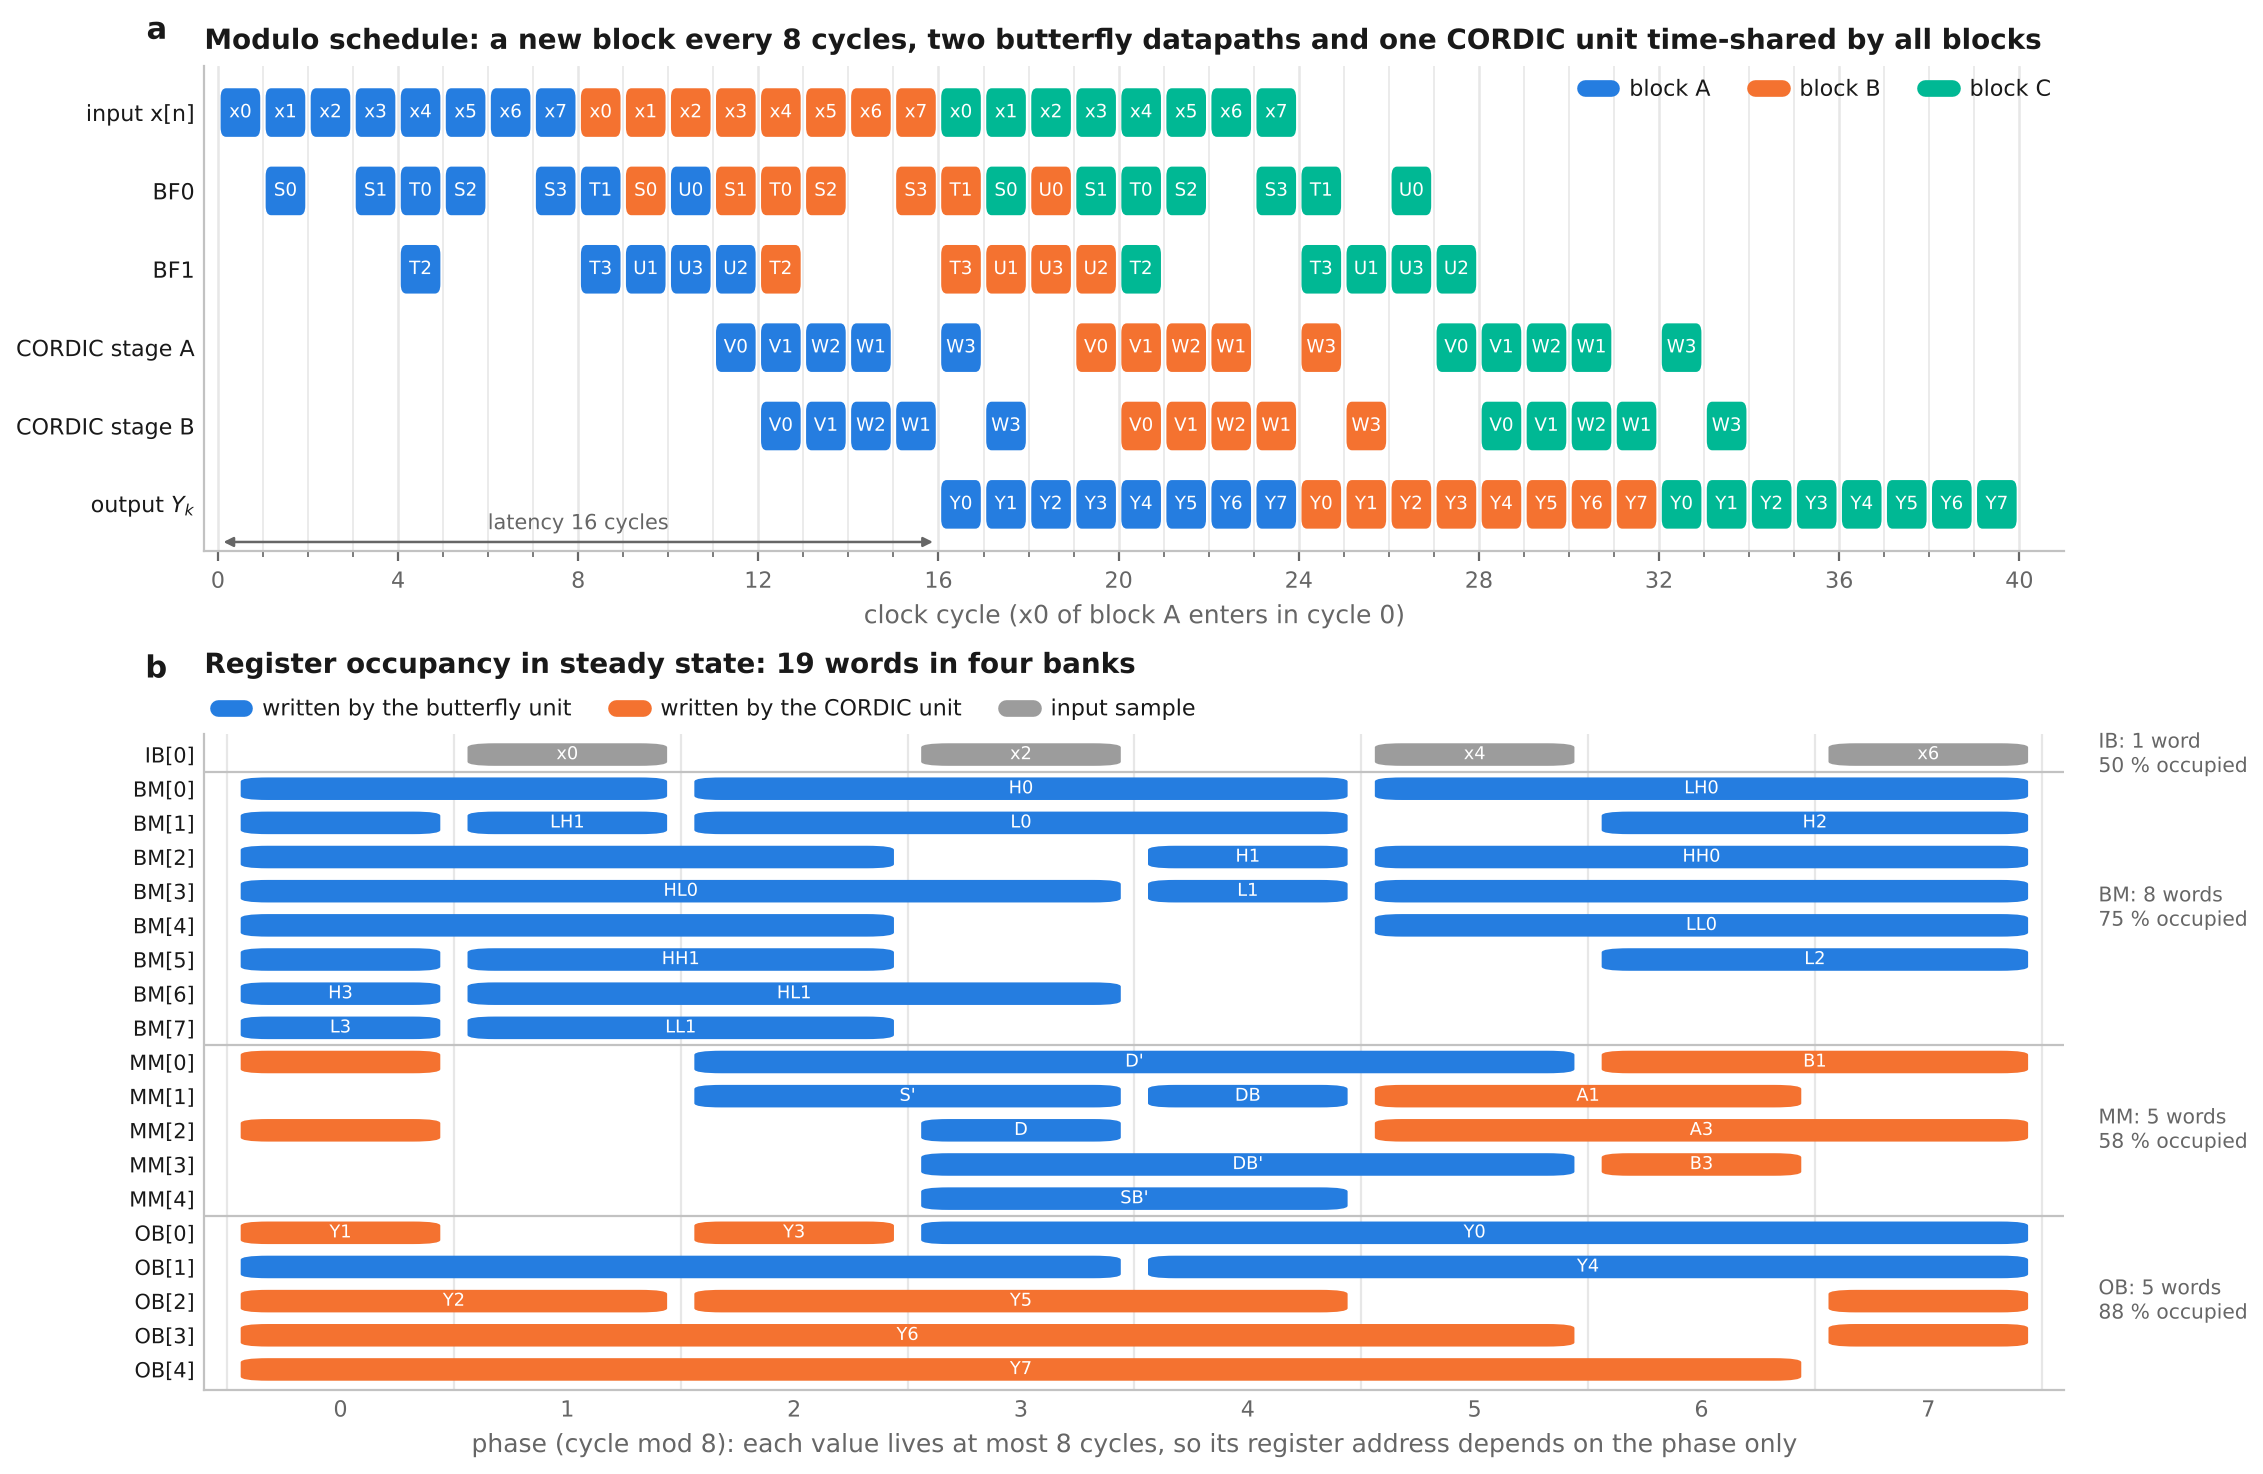 a
Modulo schedule: a new block every 8 cycles, two butterfly datapaths and one CORDIC unit time-shared by all blocks
block A block B block C
input x[n] x0 x1 x2 x3 x4 x5 x6 x7 x0 x1 x2 x3 x4 x5 x6 x7 x0 x1 x2 x3 x4 x5 x6 x7
BF0 S0 S1 T0 S2 S3 T1 S0 U0 S1 T0 S2 S3 T1 S0 U0 S1 T0 S2 S3 T1 U0
BF1 T2 T3 U1 U3 U2 T2 T3 U1 U3 U2 T2 T3 U1 U3 U2
CORDIC stage A V0 V1 W2 W1 W3 V0 V1 W2 W1 W3 V0 V1 W2 W1 W3
CORDIC stage B V0 V1 W2 W1 W3 V0 V1 W2 W1 W3 V0 V1 W2 W1 W3
output Yk Y0 Y1 Y2 Y3 Y4 Y5 Y6 Y7 Y0 Y1 Y2 Y3 Y4 Y5 Y6 Y7 Y0 Y1 Y2 Y3 Y4 Y5 Y6 Y7
latency 16 cycles
0 4 8 12 16 20 24 28 32 36 40
clock cycle (x0 of block A enters in cycle 0)
b
Register occupancy in steady state: 19 words in four banks
written by the butterfly unit written by the CORDIC unit input sample
IB[0] x0 x2 x4 x6
IB: 1 word
50 % occupied
BM[0] H0 LH0
BM[1] LH1 L0 H2
BM[2] H1 HH0
BM[3] HL0 L1
BM[4] LL0
BM: 8 words
75 % occupied
BM[5] HH1 L2
BM[6] H3 HL1
BM[7] L3 LL1
MM[0] D' B1
MM[1] S' DB A1
MM[2] D A3
MM: 5 words
58 % occupied
MM[3] DB' B3
MM[4] SB'
OB[0] Y1 Y3 Y0
OB[1] Y4
OB[2] Y2 Y5
OB: 5 words
88 % occupied
OB[3] Y6
OB[4] Y7
0 1 2 3 4 5 6 7
phase (cycle mod 8): each value lives at most 8 cycles, so its register address depends on the phase only